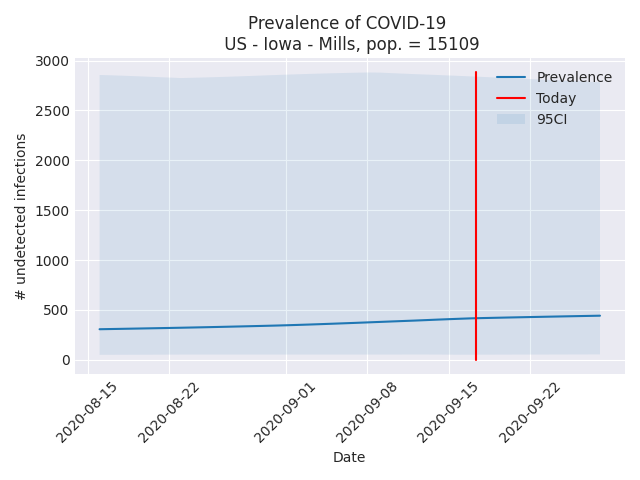 Prevalence of COVID-19
US - Iowa - Mills, pop. = 15109
3000
2500
2000
1500
1000
500
0
# undetected infections
Prevalence
Today
95CI
2020-08-15
2020-08-22
2020-09-01
2020-09-08
2020-09-15
2020-09-22
Date